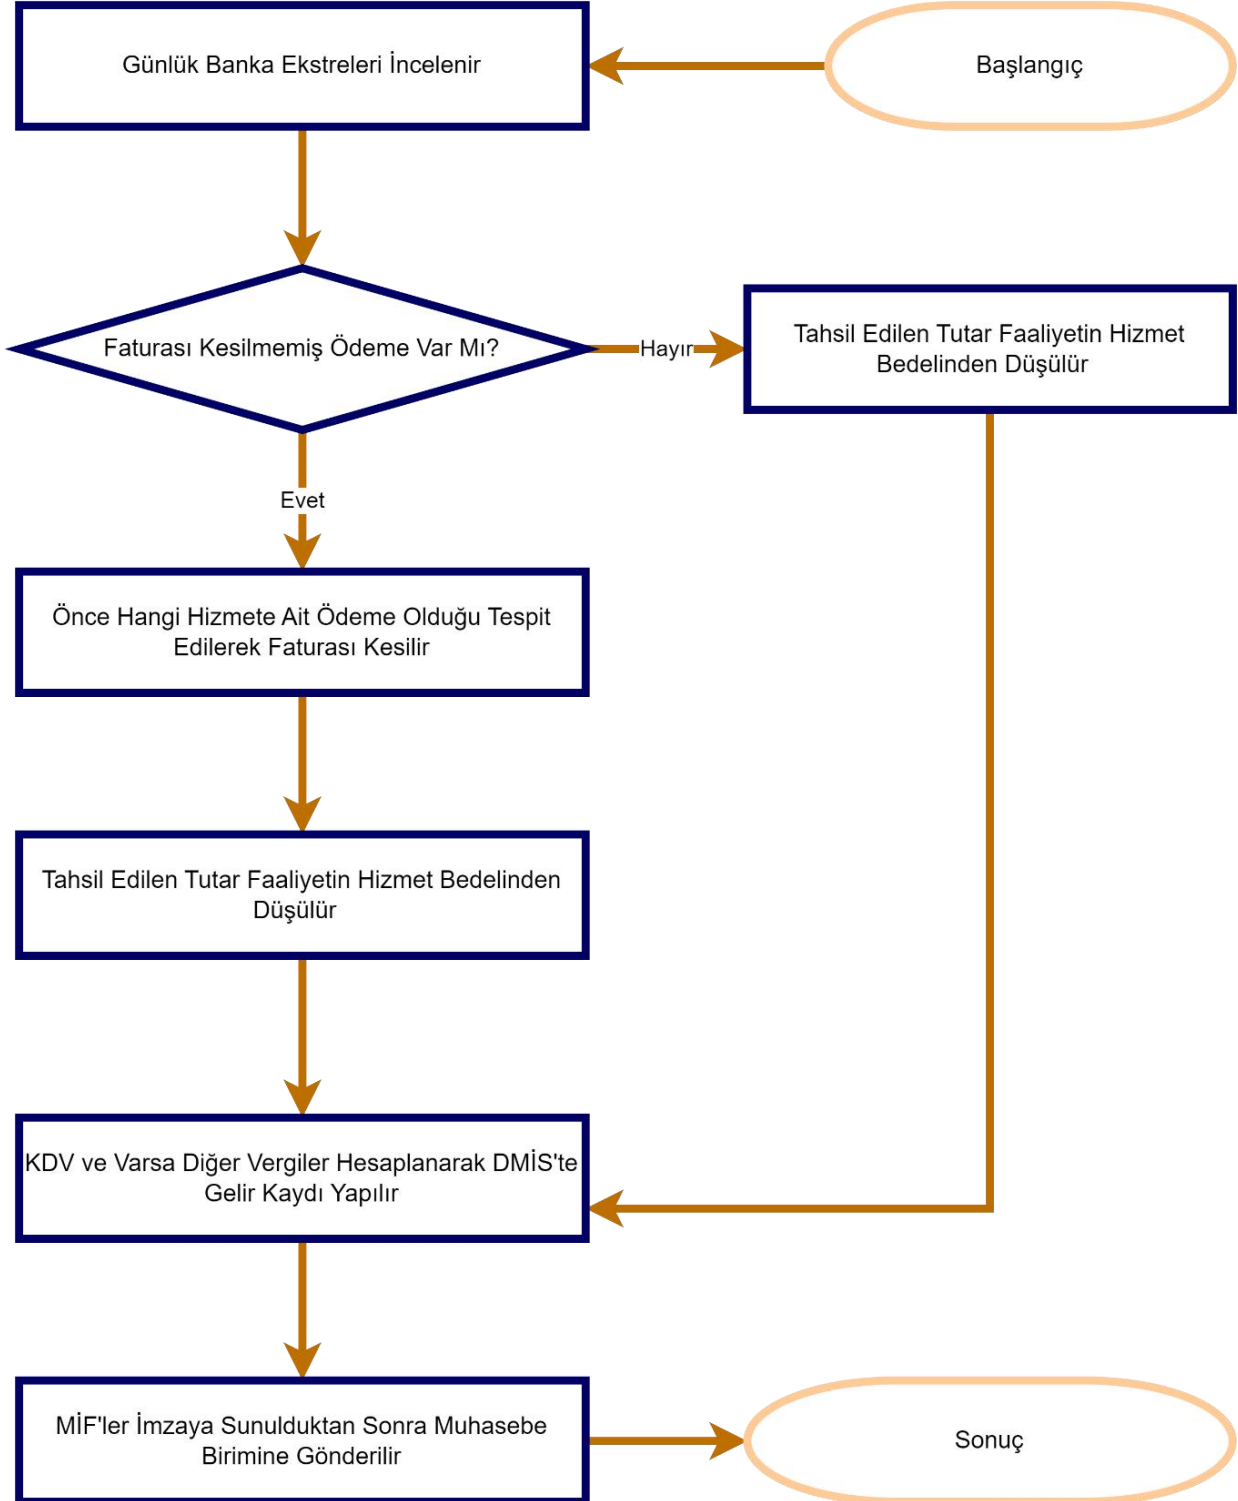 Başlangıç
Günlük Banka Ekstreleri İncelenir
Faturası Kesilmemiş Ödeme Var Mı?
Hayır
Tahsil Edilen Tutar Faaliyetin Hizmet
Bedelinden Düşülür
Evet
Önce Hangi Hizmete Ait Ödeme Olduğu Tespit
Edilerek Faturası Kesilir
Tahsil Edilen Tutar Faaliyetin Hizmet Bedelinden
Düşülür
KDV ve Varsa Diğer Vergiler Hesaplanarak DMİS'te
Gelir Kaydı Yapılır
MİF'ler İmzaya Sunulduktan Sonra Muhasebe
Birimine Gönderilir
Sonuç